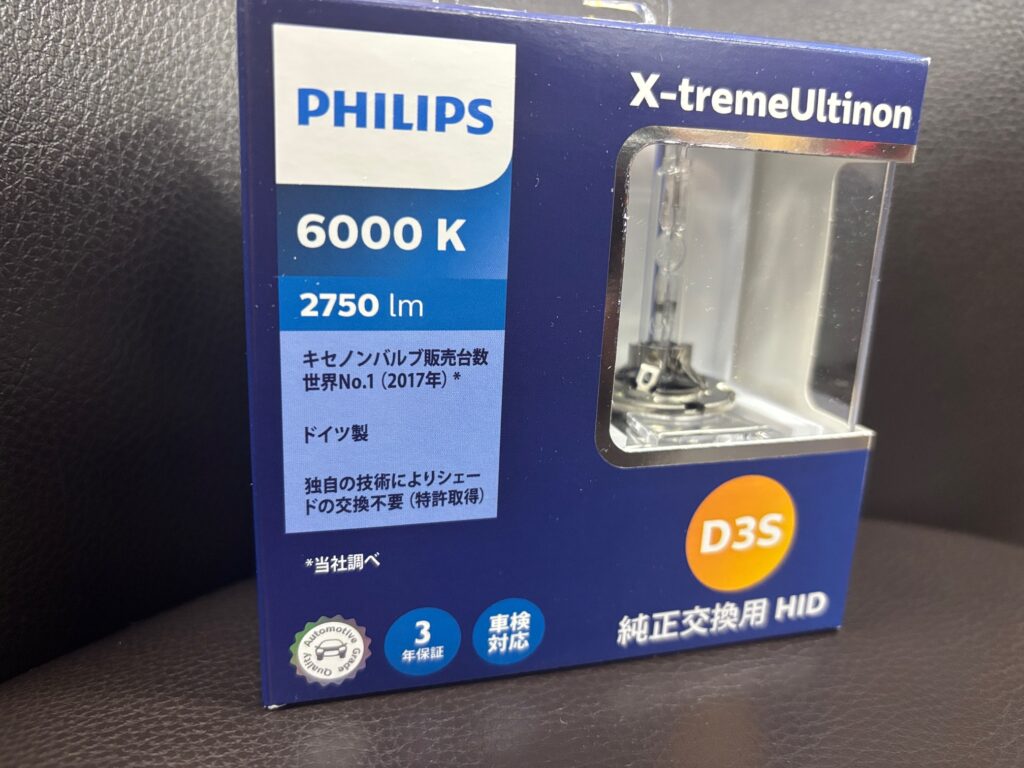 PHILIPS
X-tremeUltinon
6000 K
2750 lm
キセノンバルブ販売台数
世界No.1（2017年）*
ドイツ製
独自の技術によりシェー
ドの交換不要（特許取得）
*当社調べ
Automotive
Grade Quality
3
年保証
車検
対応
D3S
純正交換用 HID